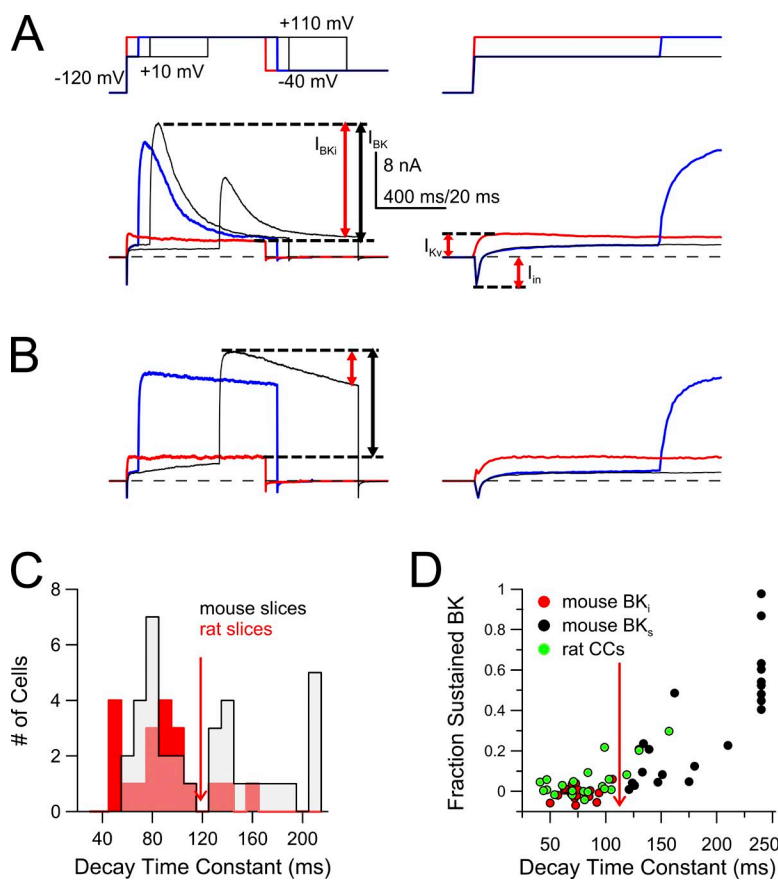 A
+110 mV
-120 mV
+10 mV
-40 mV
I_BKi
I_BK
8 nA
400 ms/20 ms
I_Kv
I_in
B
C
8
6
4
2
0
# of Cells
mouse slices
rat slices
40 80 120 160 200
Decay Time Constant (ms)
D
1
0.8
0.6
0.4
0.2
0
Fraction Sustained BK
mouse BK_i
mouse BK_s
rat CCs
50 100 150 200 250
Decay Time Constant (ms)